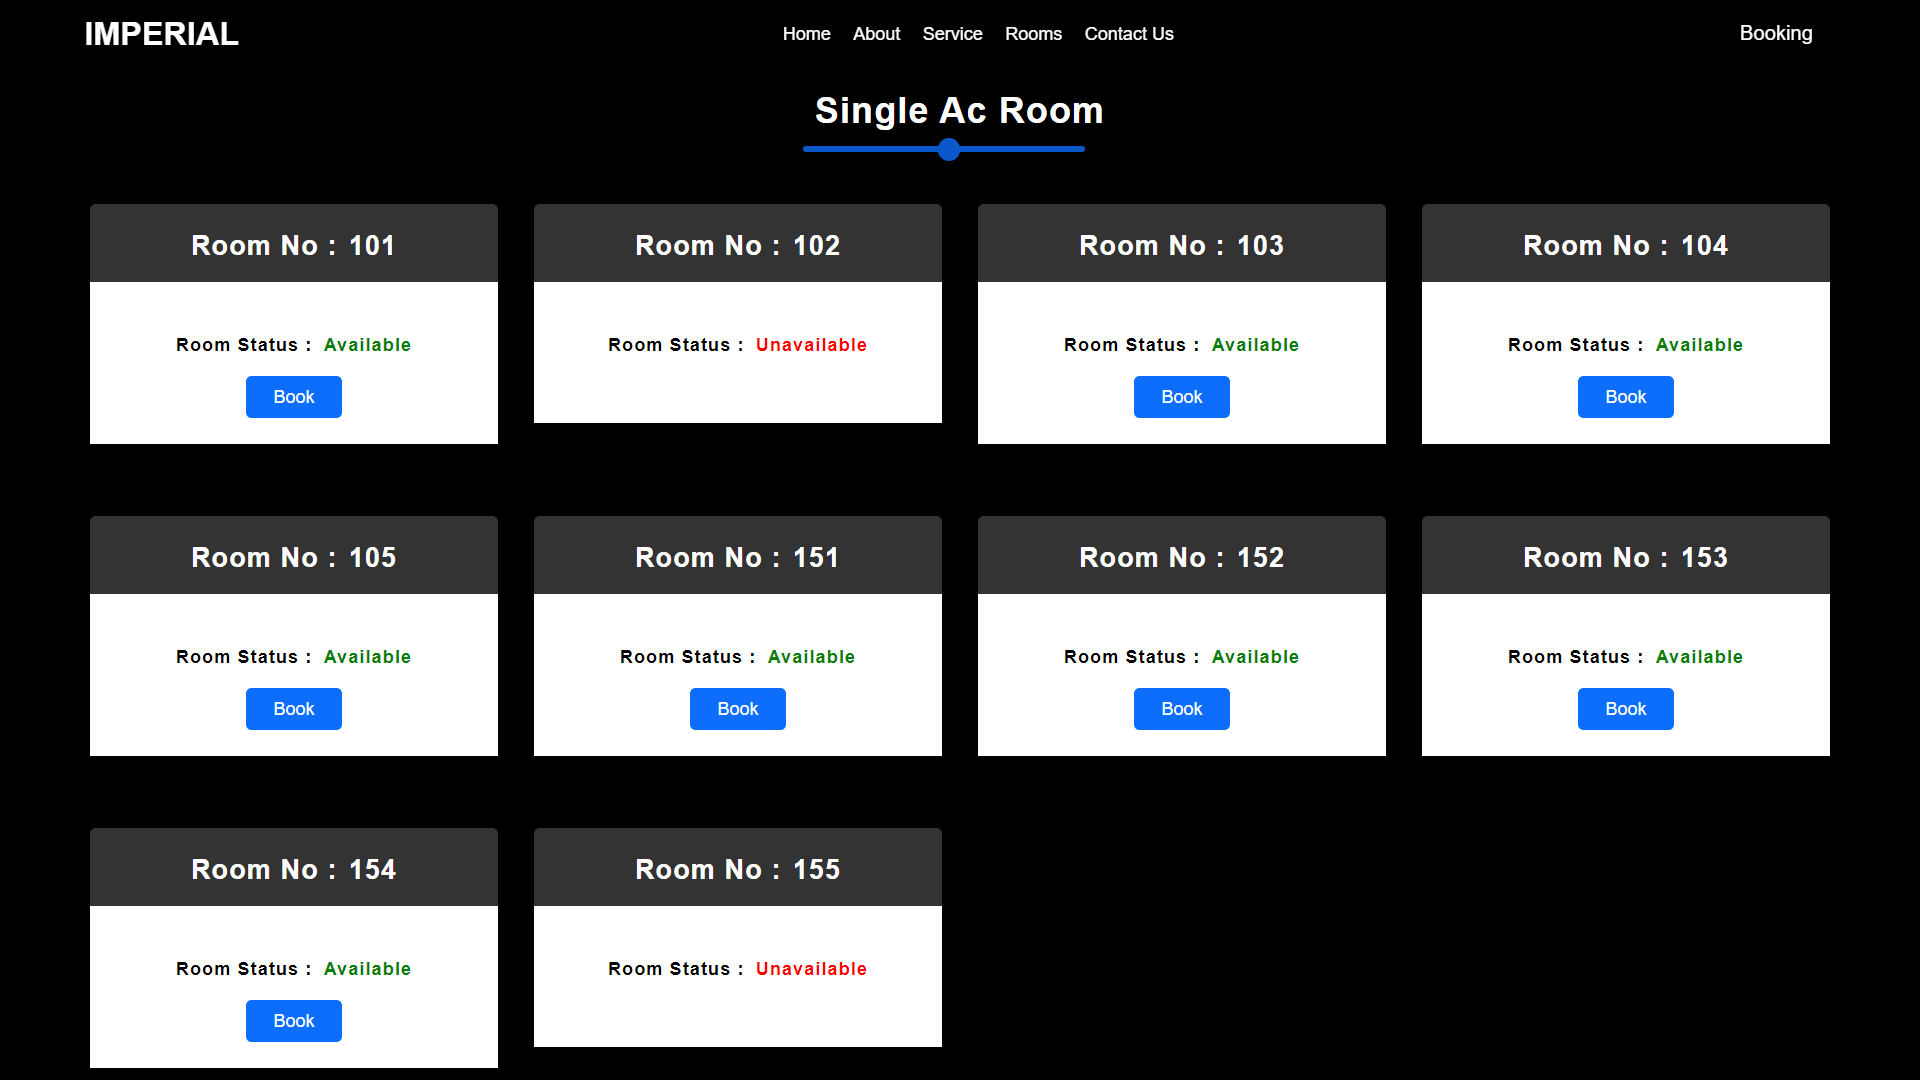 IMPERIAL Home About Service Rooms Contact Us Booking
Single Ac Room
Room No : 101
Room Status : Available
Book
Room No : 102
Room Status : Unavailable
Room No : 103
Room Status : Available
Book
Room No : 104
Room Status : Available
Book
Room No : 105
Room Status : Available
Book
Room No : 151
Room Status : Available
Book
Room No : 152
Room Status : Available
Book
Room No : 153
Room Status : Available
Book
Room No : 154
Room Status : Available
Book
Room No : 155
Room Status : Unavailable